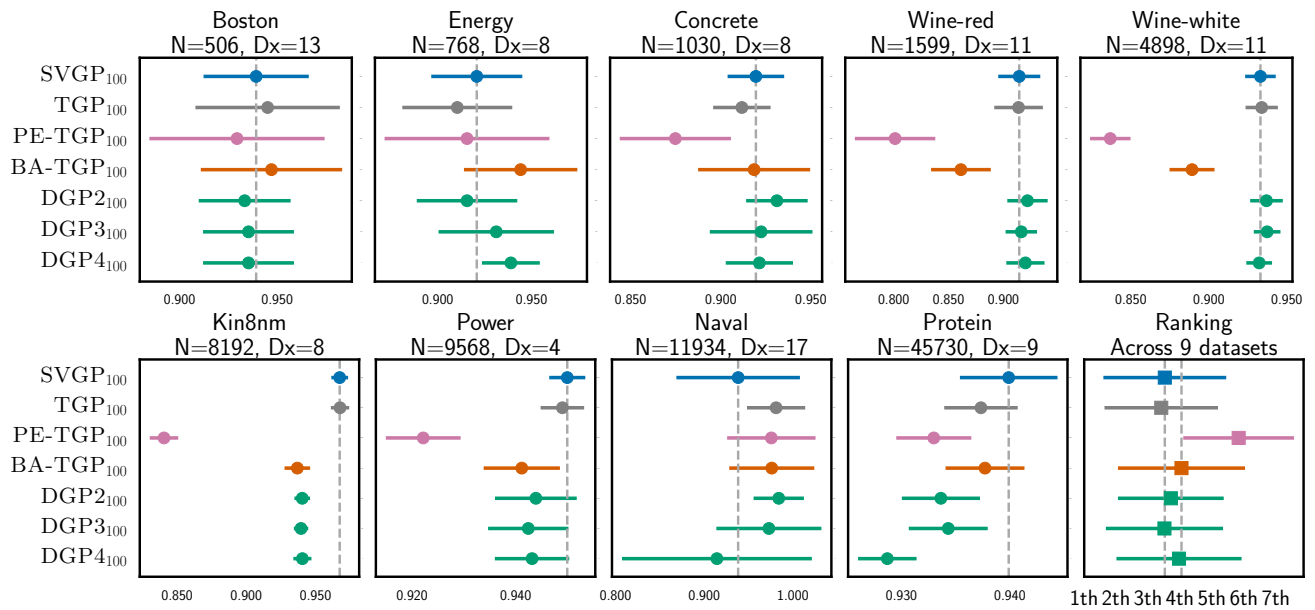 Boston
N=506, Dx=13
Energy
N=768, Dx=8
Concrete
N=1030, Dx=8
Wine-red
N=1599, Dx=11
Wine-white
N=4898, Dx=11
SVGP100
TGP100
PE-TGP100
BA-TGP100
DGP2100
DGP3100
DGP4100
0.900 0.950
0.900 0.950
0.850 0.900 0.950
0.800 0.900
0.850 0.900 0.950
Kin8nm
N=8192, Dx=8
Power
N=9568, Dx=4
Naval
N=11934, Dx=17
Protein
N=45730, Dx=9
Ranking
Across 9 datasets
SVGP100
TGP100
PE-TGP100
BA-TGP100
DGP2100
DGP3100
DGP4100
0.850 0.900 0.950
0.920 0.940
0.900 1.000
0.930 0.940
1th 2th 3th 4th 5th 6th 7th